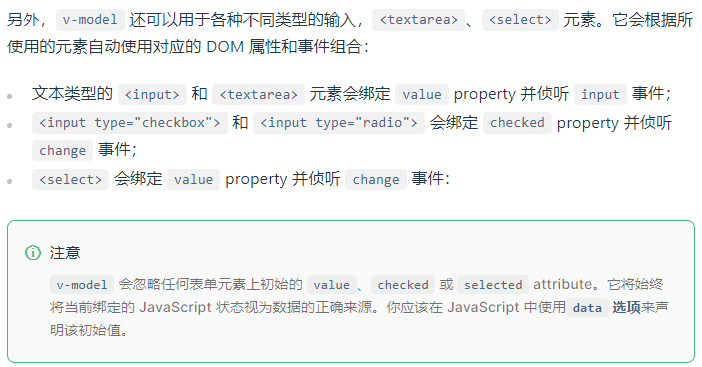 另外，v-model 还可以用于各种不同类型的输入，<textarea>、<select> 元素。它会根据所
使用的元素自动使用对应的 DOM 属性和事件组合：
文本类型的 <input> 和 <textarea> 元素会绑定 value property 并侦听 input 事件；
<input type="checkbox"> 和 <input type="radio"> 会绑定 checked property 并侦听
change 事件；
<select> 会绑定 value property 并侦听 change 事件：
注意
v-model 会忽略任何表单元素上初始的 value、checked 或 selected attribute。它将始终
将当前绑定的 JavaScript 状态视为数据的正确来源。你应该在 JavaScript 中使用data 选项来声
明该初始值。